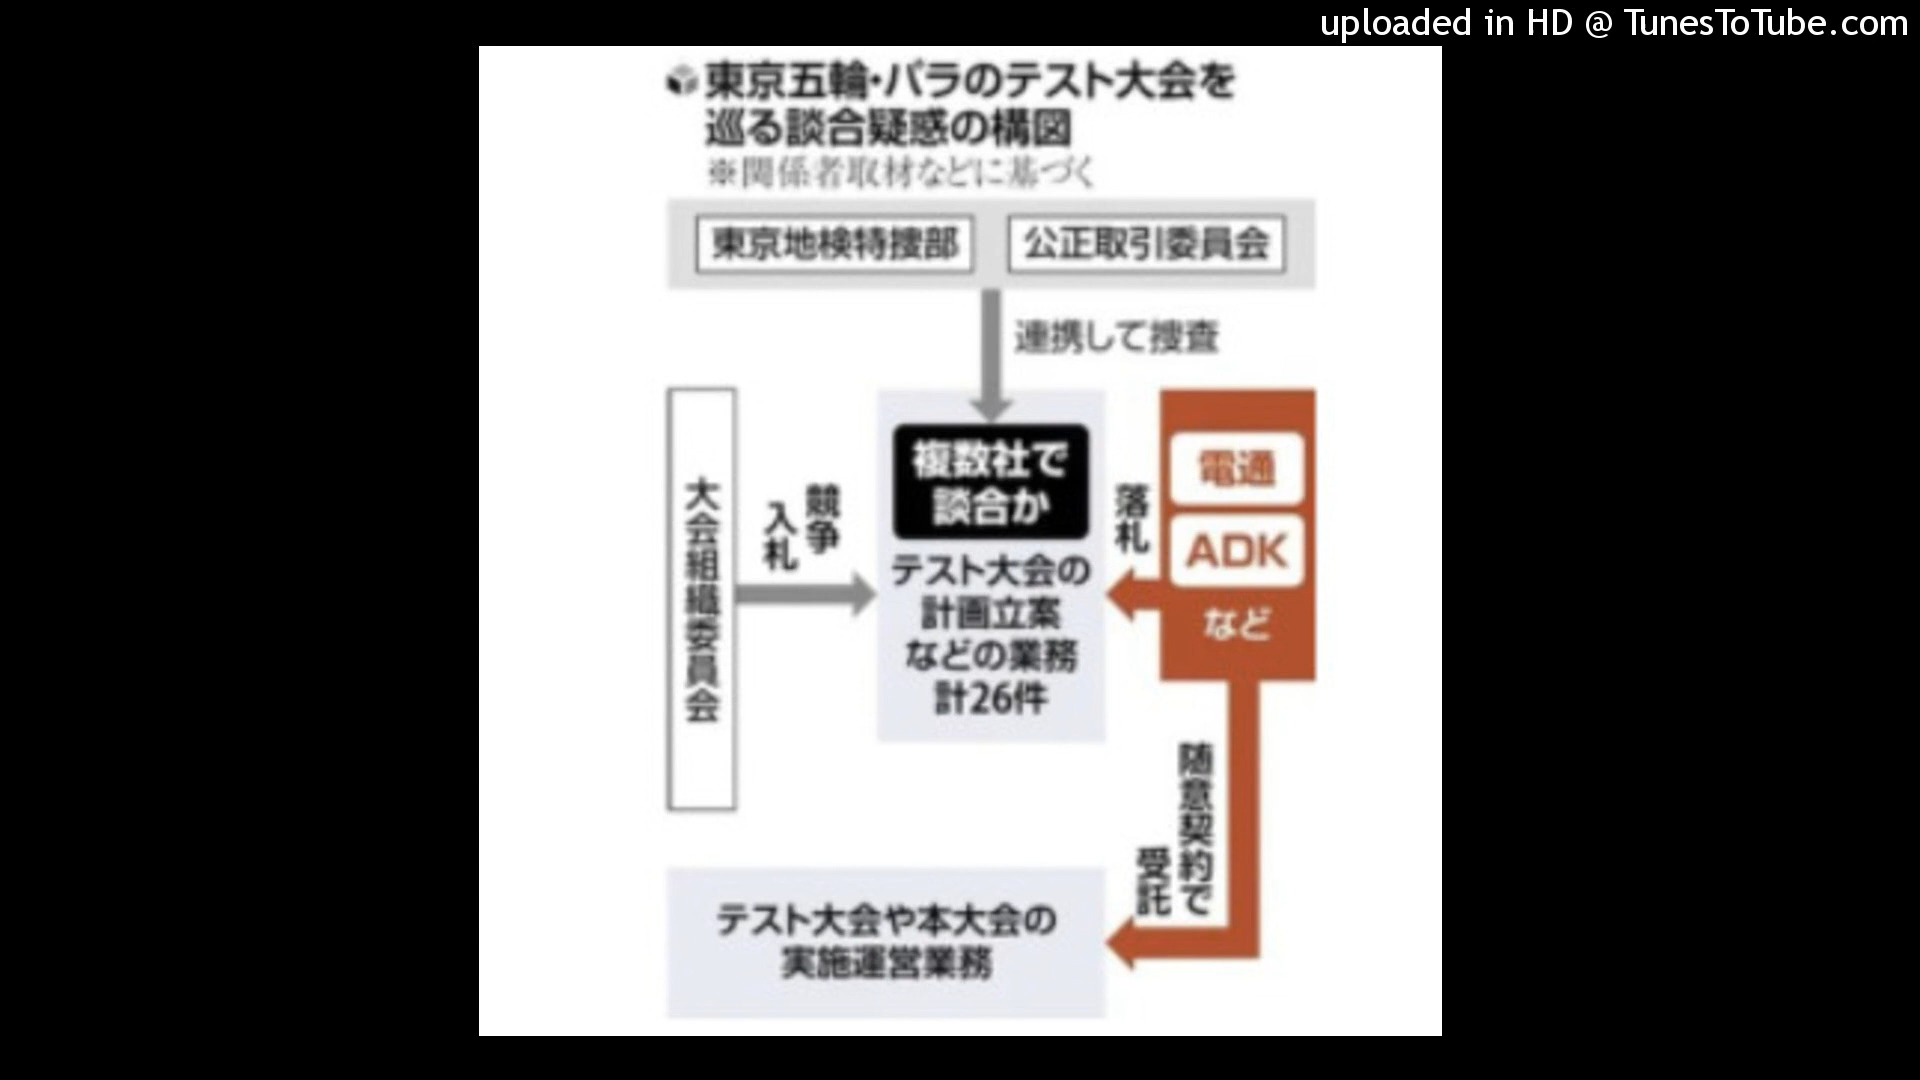 uploaded in HD @ TunesToTube.com
東京五輪・パラのテスト大会を
巡る談合疑惑の構図
※関係者取材などに基づく
東京地検特捜部
公正取引委員会
連携して捜査
大会組織委員会
競争
入札
複数社で
談合か
テスト大会の
計画立案
などの業務
計26件
落札
電通
ADK
など
随意契約で
受託
テスト大会や本大会の
実施運営業務